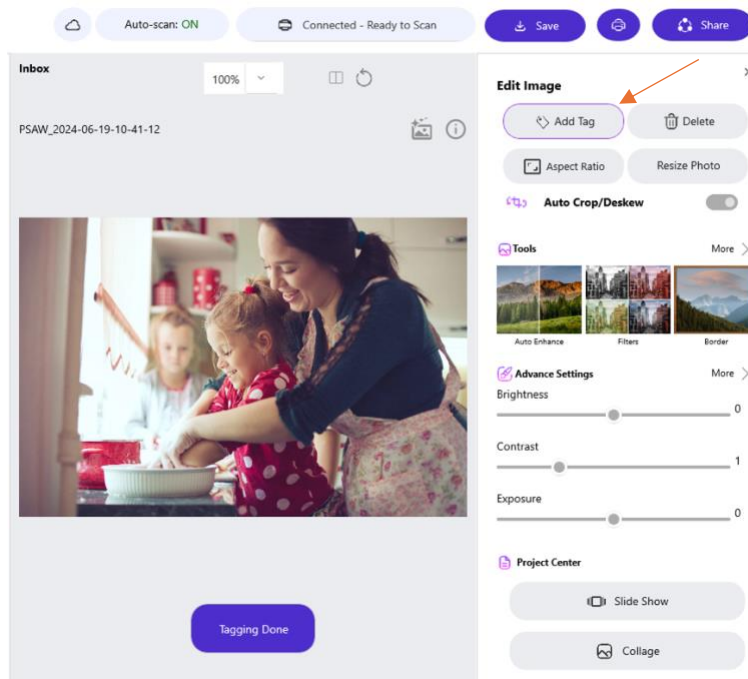 Auto-scan: ON
Connected - Ready to Scan
Save
Share
Inbox
100%
PSAW_2024-06-19-10-41-12
Tagging Done
Edit Image
Add Tag
Delete
Aspect Ratio
Resize Photo
Auto Crop/Deskew
Tools
More
Auto Enhance
Filters
Border
Advance Settings
More
Brightness
0
Contrast
1
Exposure
0
Project Center
Slide Show
Collage